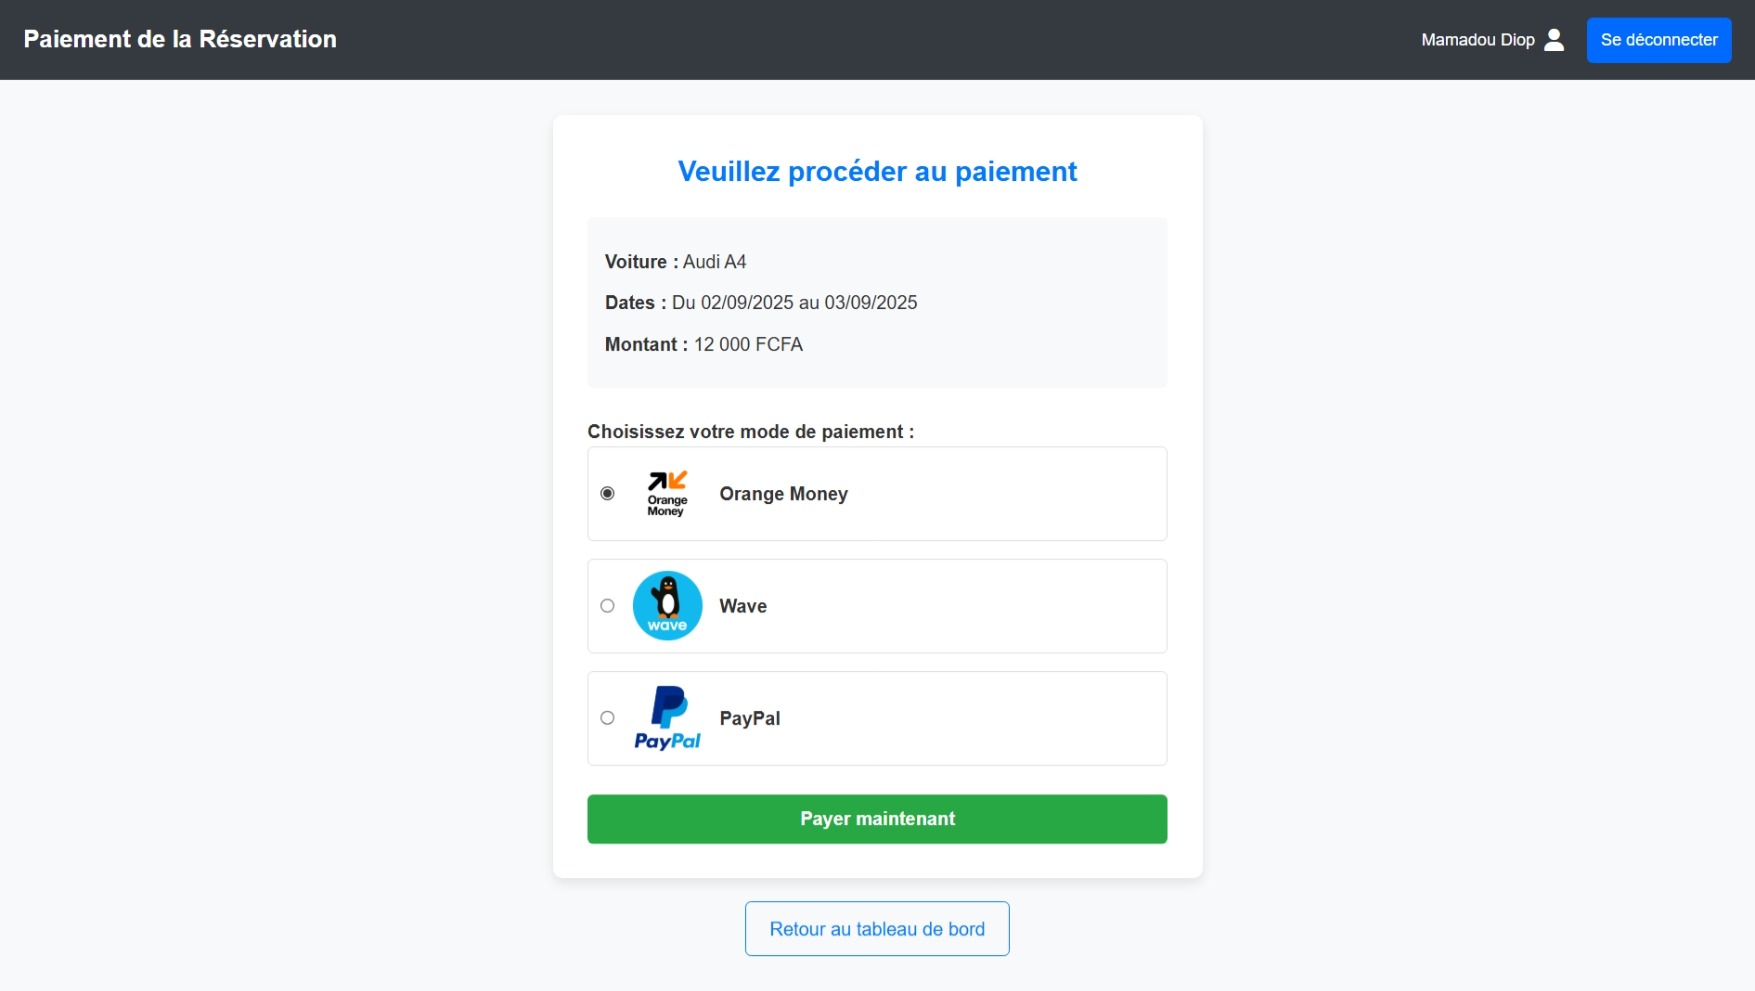 Paiement de la Réservation
Mamadou Diop
Se déconnecter
Veuillez procéder au paiement
Voiture : Audi A4
Dates : Du 02/09/2025 au 03/09/2025
Montant : 12 000 FCFA
Choisissez votre mode de paiement :
Orange
Money
Orange Money
wave
Wave
PayPal
PayPal
Payer maintenant
Retour au tableau de bord